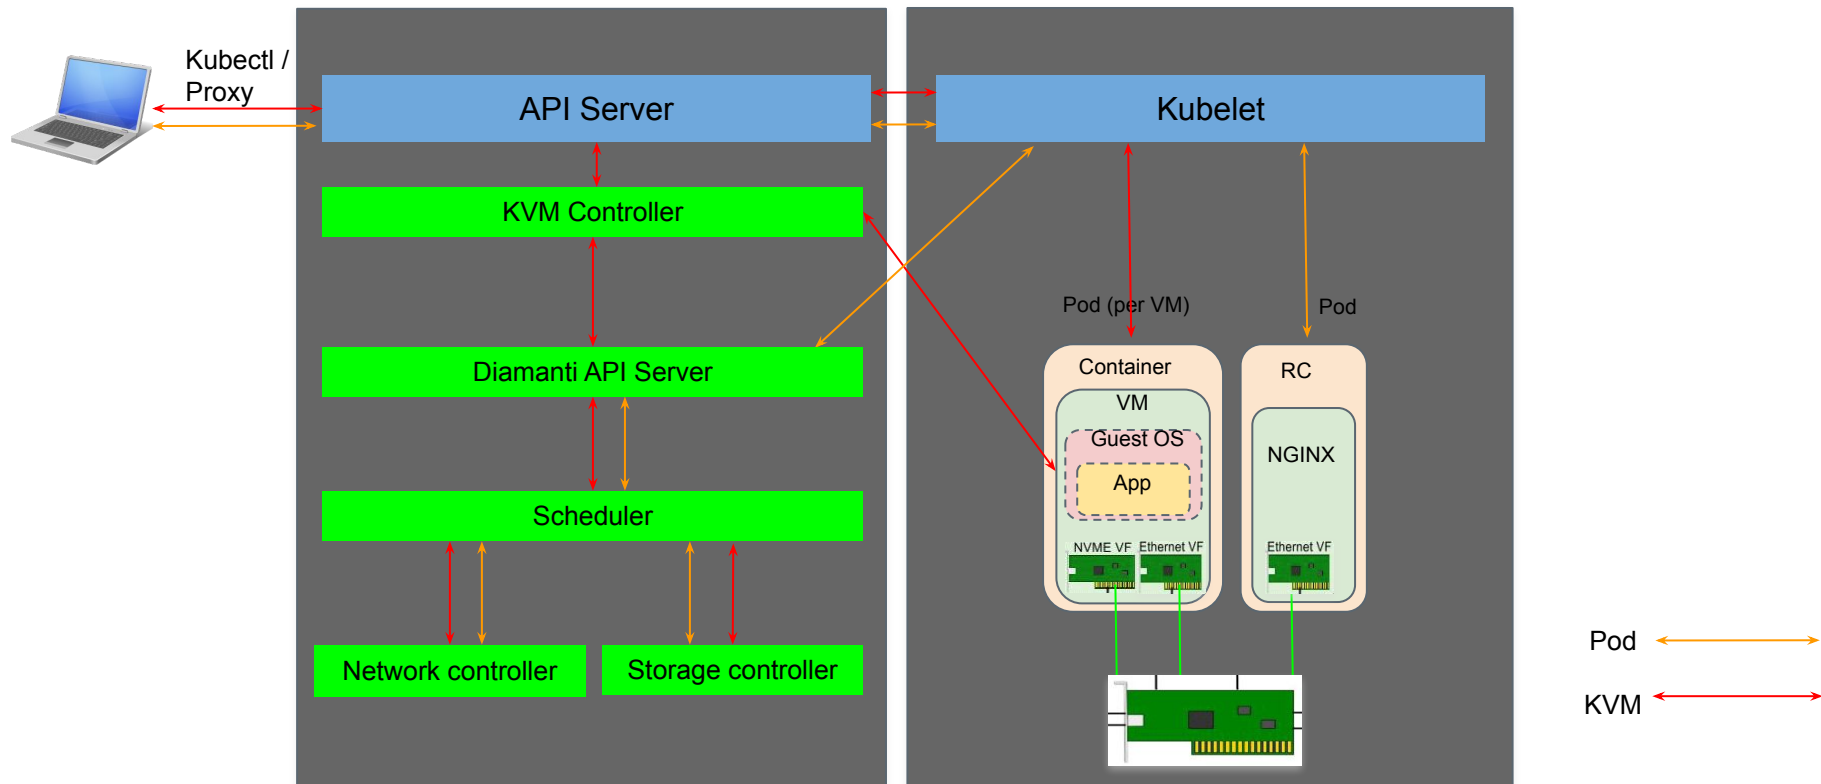 Kubectl /
Proxy
API Server
Kubelet
KVM Controller
Pod (per VM)
Pod
Diamanti API Server
Container
RC
VM
Guest OS
NGINX
App
Scheduler
NVME VF
Ethernet VF
Ethernet VF
Network controller
Storage controller
Pod
KVM